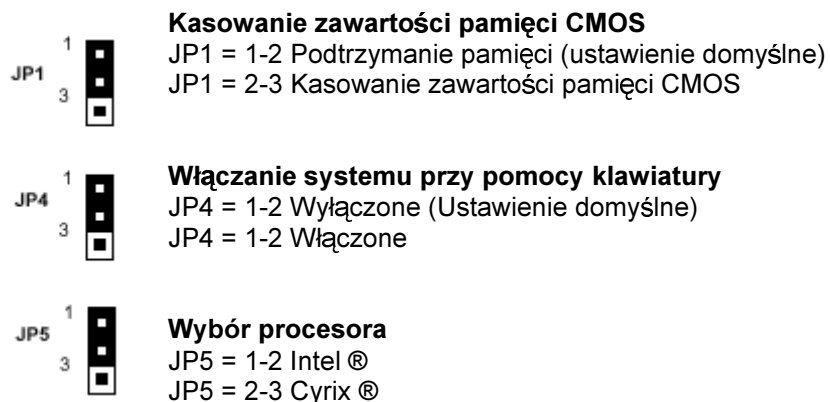 Kasowanie zawartości pamięci CMOS
1
JP1 = 1-2 Podtrzymanie pamięci (ustawienie domyślne)
JP1
JP1 = 2-3 Kasowanie zawartości pamięci CMOS
3
Włączanie systemu przy pomocy klawiatury
1
JP4 = 1-2 Wyłączone (Ustawienie domyślne)
JP4
JP4 = 1-2 Włączone
3
1
JP5
Wybór procesora
JP5 = 1-2 Intel ®
3
JP5 = 2-3 Cyrix ®